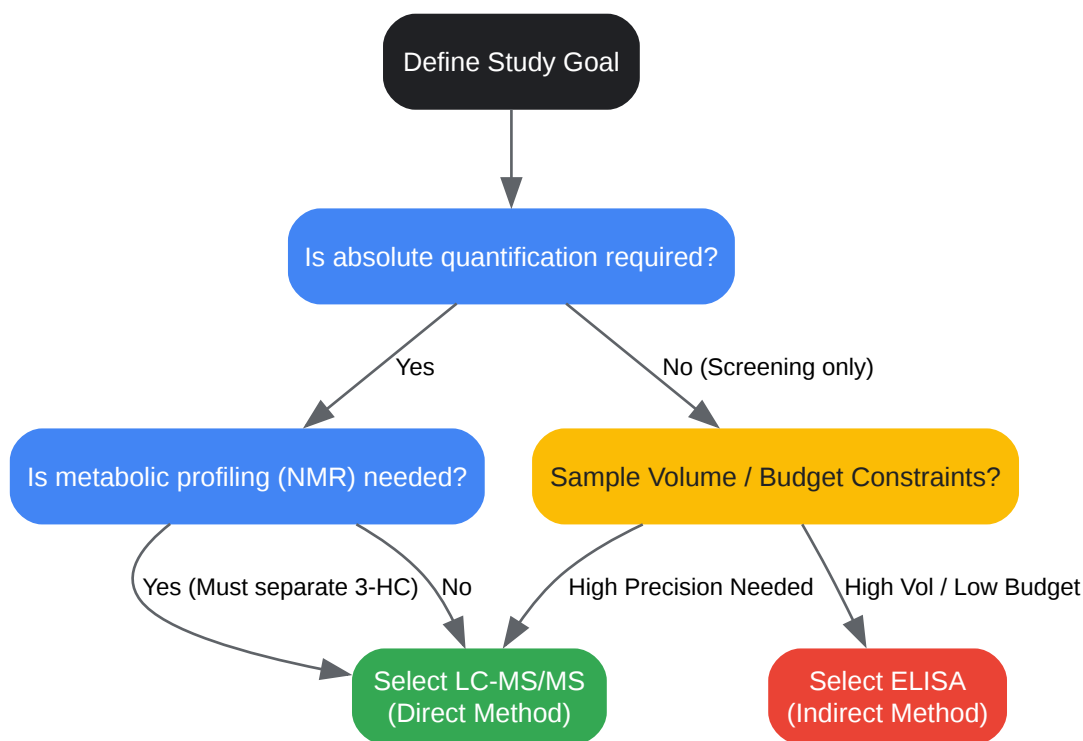 Define Study Goal
Is absolute quantification required?
Yes
No (Screening only)
Is metabolic profiling (NMR) needed?
Sample Volume / Budget Constraints?
Yes (Must separate 3-HC)
No
High Precision Needed
High Vol / Low Budget
Select LC-MS/MS
(Direct Method)
Select ELISA
(Indirect Method)